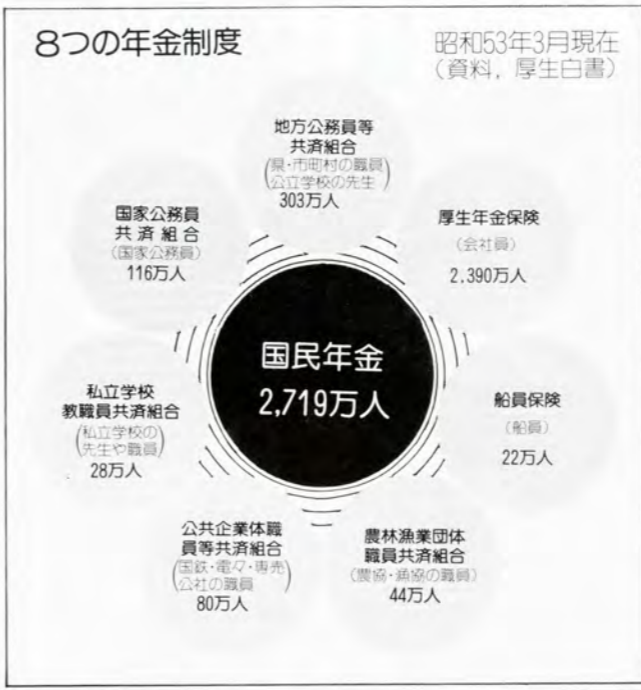 8つの年金制度
昭和53年3月現在
(資料，厚生白書)
地方公務員等
共済組合
(県・市町村の職員
公立学校の先生)
303万人
厚生年金保険
(会社員)
2,390万人
船員保険
(船員)
22万人
農林漁業団体
職員共済組合
(農協・漁協の職員)
44万人
公共企業体職
員等共済組合
(国鉄・電々・専売
公社の職員)
80万人
私立学校
教職員共済組合
(私立学校の
先生や職員)
28万人
国家公務員
共済組合
(国家公務員)
116万人
国民年金
2,719万人